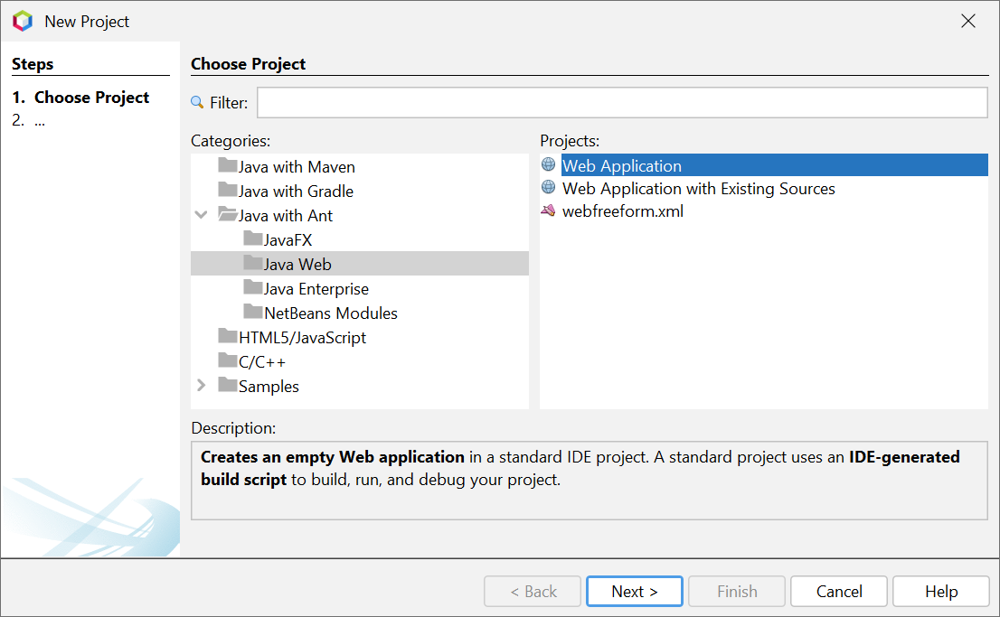 New Project
Steps
1. Choose Project
2. ...
Choose Project
Filter:
Categories:
Java with Maven
Java with Gradle
Java with Ant
JavaFX
Java Web
Java Enterprise
NetBeans Modules
HTML5/JavaScript
C/C++
Samples
Projects:
Web Application
Web Application with Existing Sources
webfreeform.xml
Description:
Creates an empty Web application in a standard IDE project. A standard project uses an IDE-generated
build script to build, run, and debug your project.
< Back
Next >
Finish
Cancel
Help